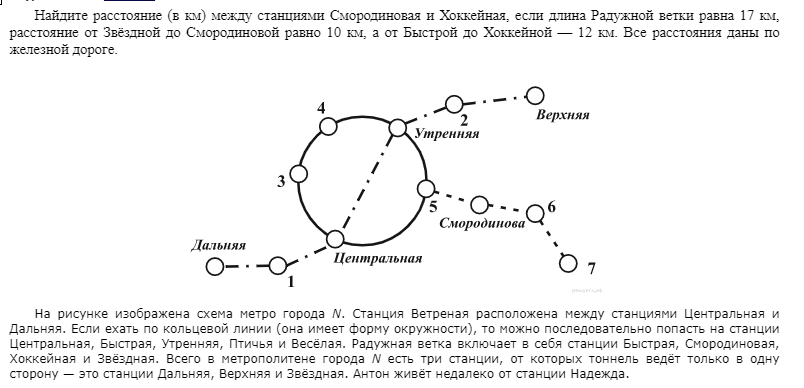 Найдите расстояние (в км) между станциями Смородиновая и Хоккейная, если длина Радужной ветки равна 17 км,
расстояние от Звёздной до Смородиновой равно 10 км, а от Быстрой до Хоккейной — 12 км. Все расстояния даны по
железной дороге.
4
2
Верхняя
Утренняя
3
5
6
Смородинова
Дальняя
Центральная
1
7
На рисунке изображена схема метро города N. Станция Ветреная расположена между станциями Центральная и
Дальняя. Если ехать по кольцевой линии (она имеет форму окружности), то можно последовательно попасть на станции
Центральная, Быстрая, Утренняя, Птичья и Весёлая. Радужная ветка включает в себя станции Быстрая, Смородиновая,
Хоккейная и Звёздная. Всего в метрополитене города N есть три станции, от которых тоннель ведёт только в одну
сторону — это станции Дальняя, Верхняя и Звёздная. Антон живёт недалеко от станции Надежда.